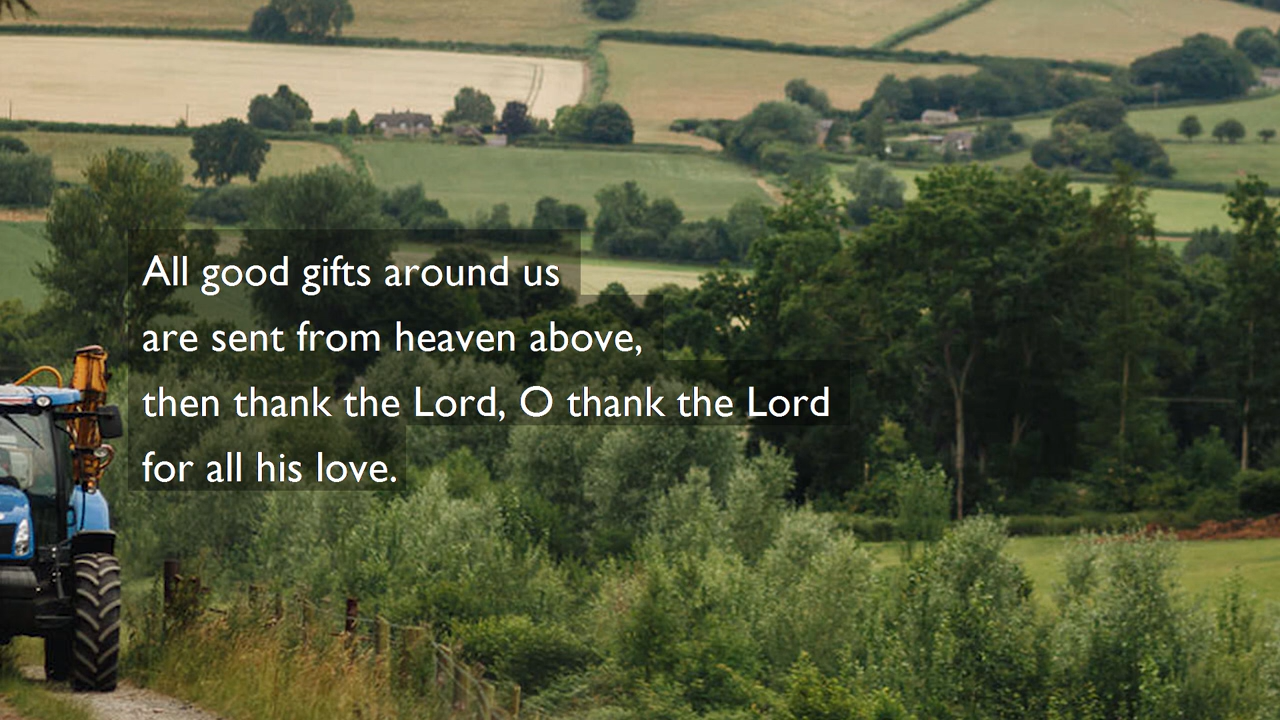 All good gifts around us
are sent from heaven above,
then thank the Lord, O thank the Lord
for all his love.